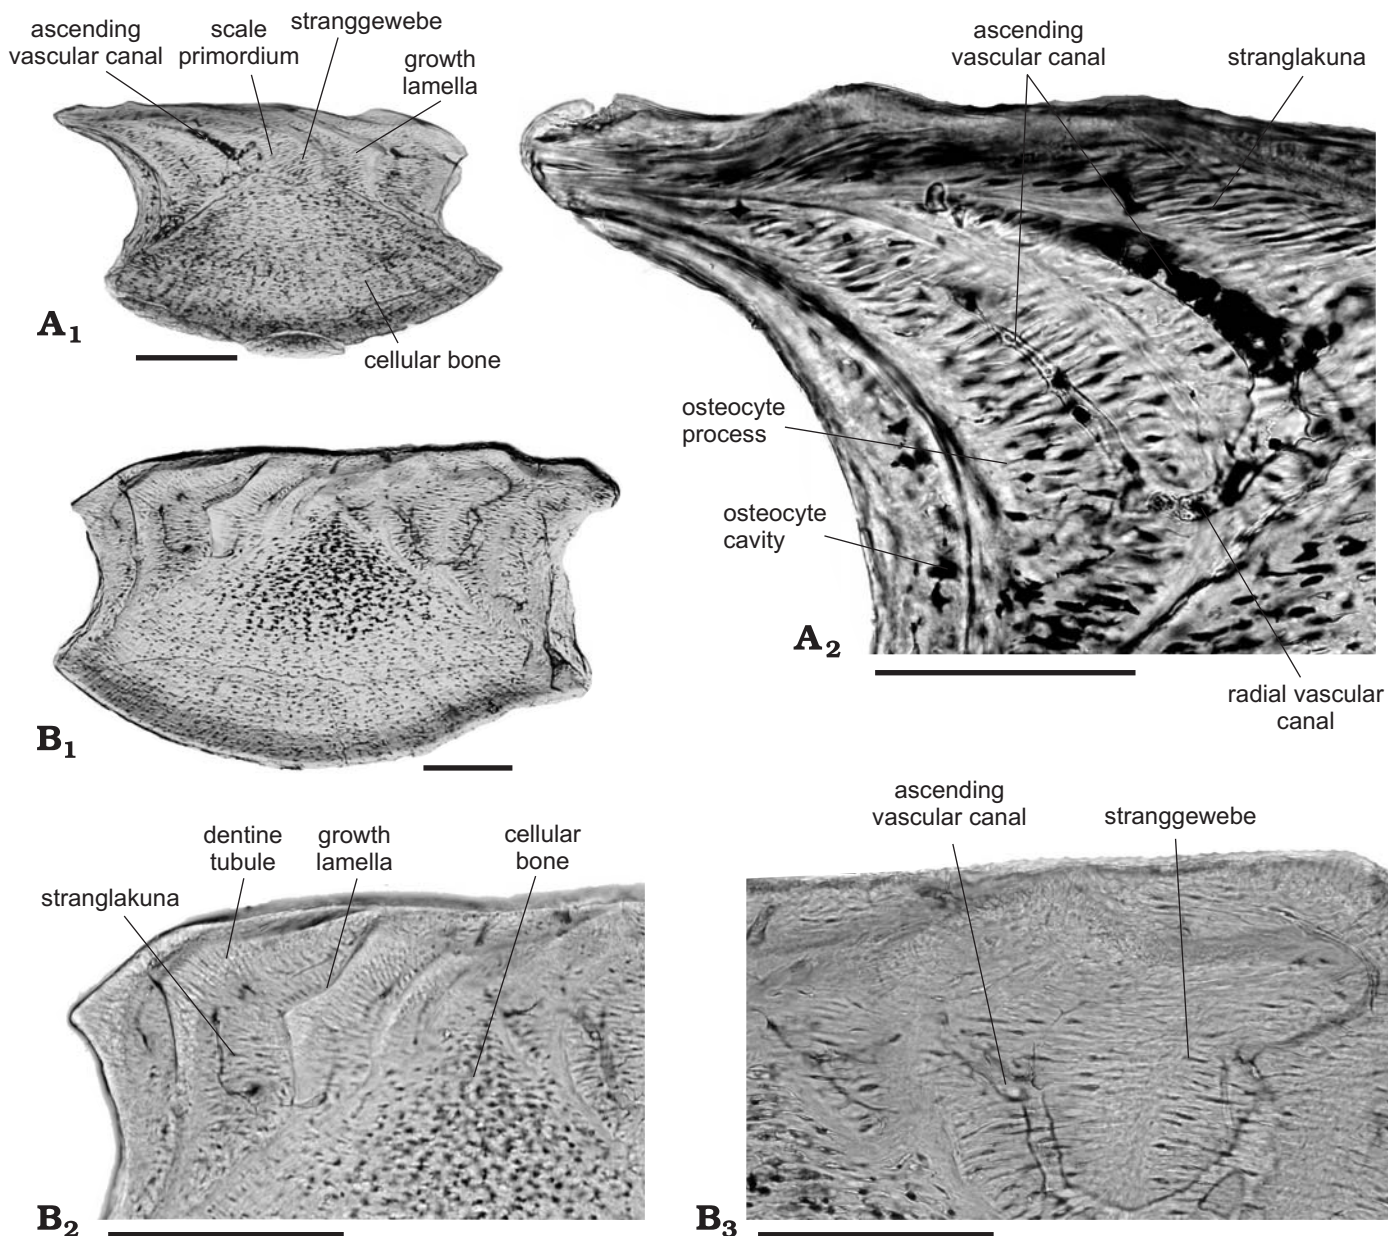 ascending
vascular canal
scale
primordium
stranggewebe
growth
lamella
cellular bone
A1
ascending
vascular canal
stranglakuna
osteocyte
process
osteocyte
cavity
A2
radial vascular
canal
B1
dentine
tubule
growth
lamella
cellular
bone
stranglakuna
B2
ascending
vascular canal
stranggewebe
B3